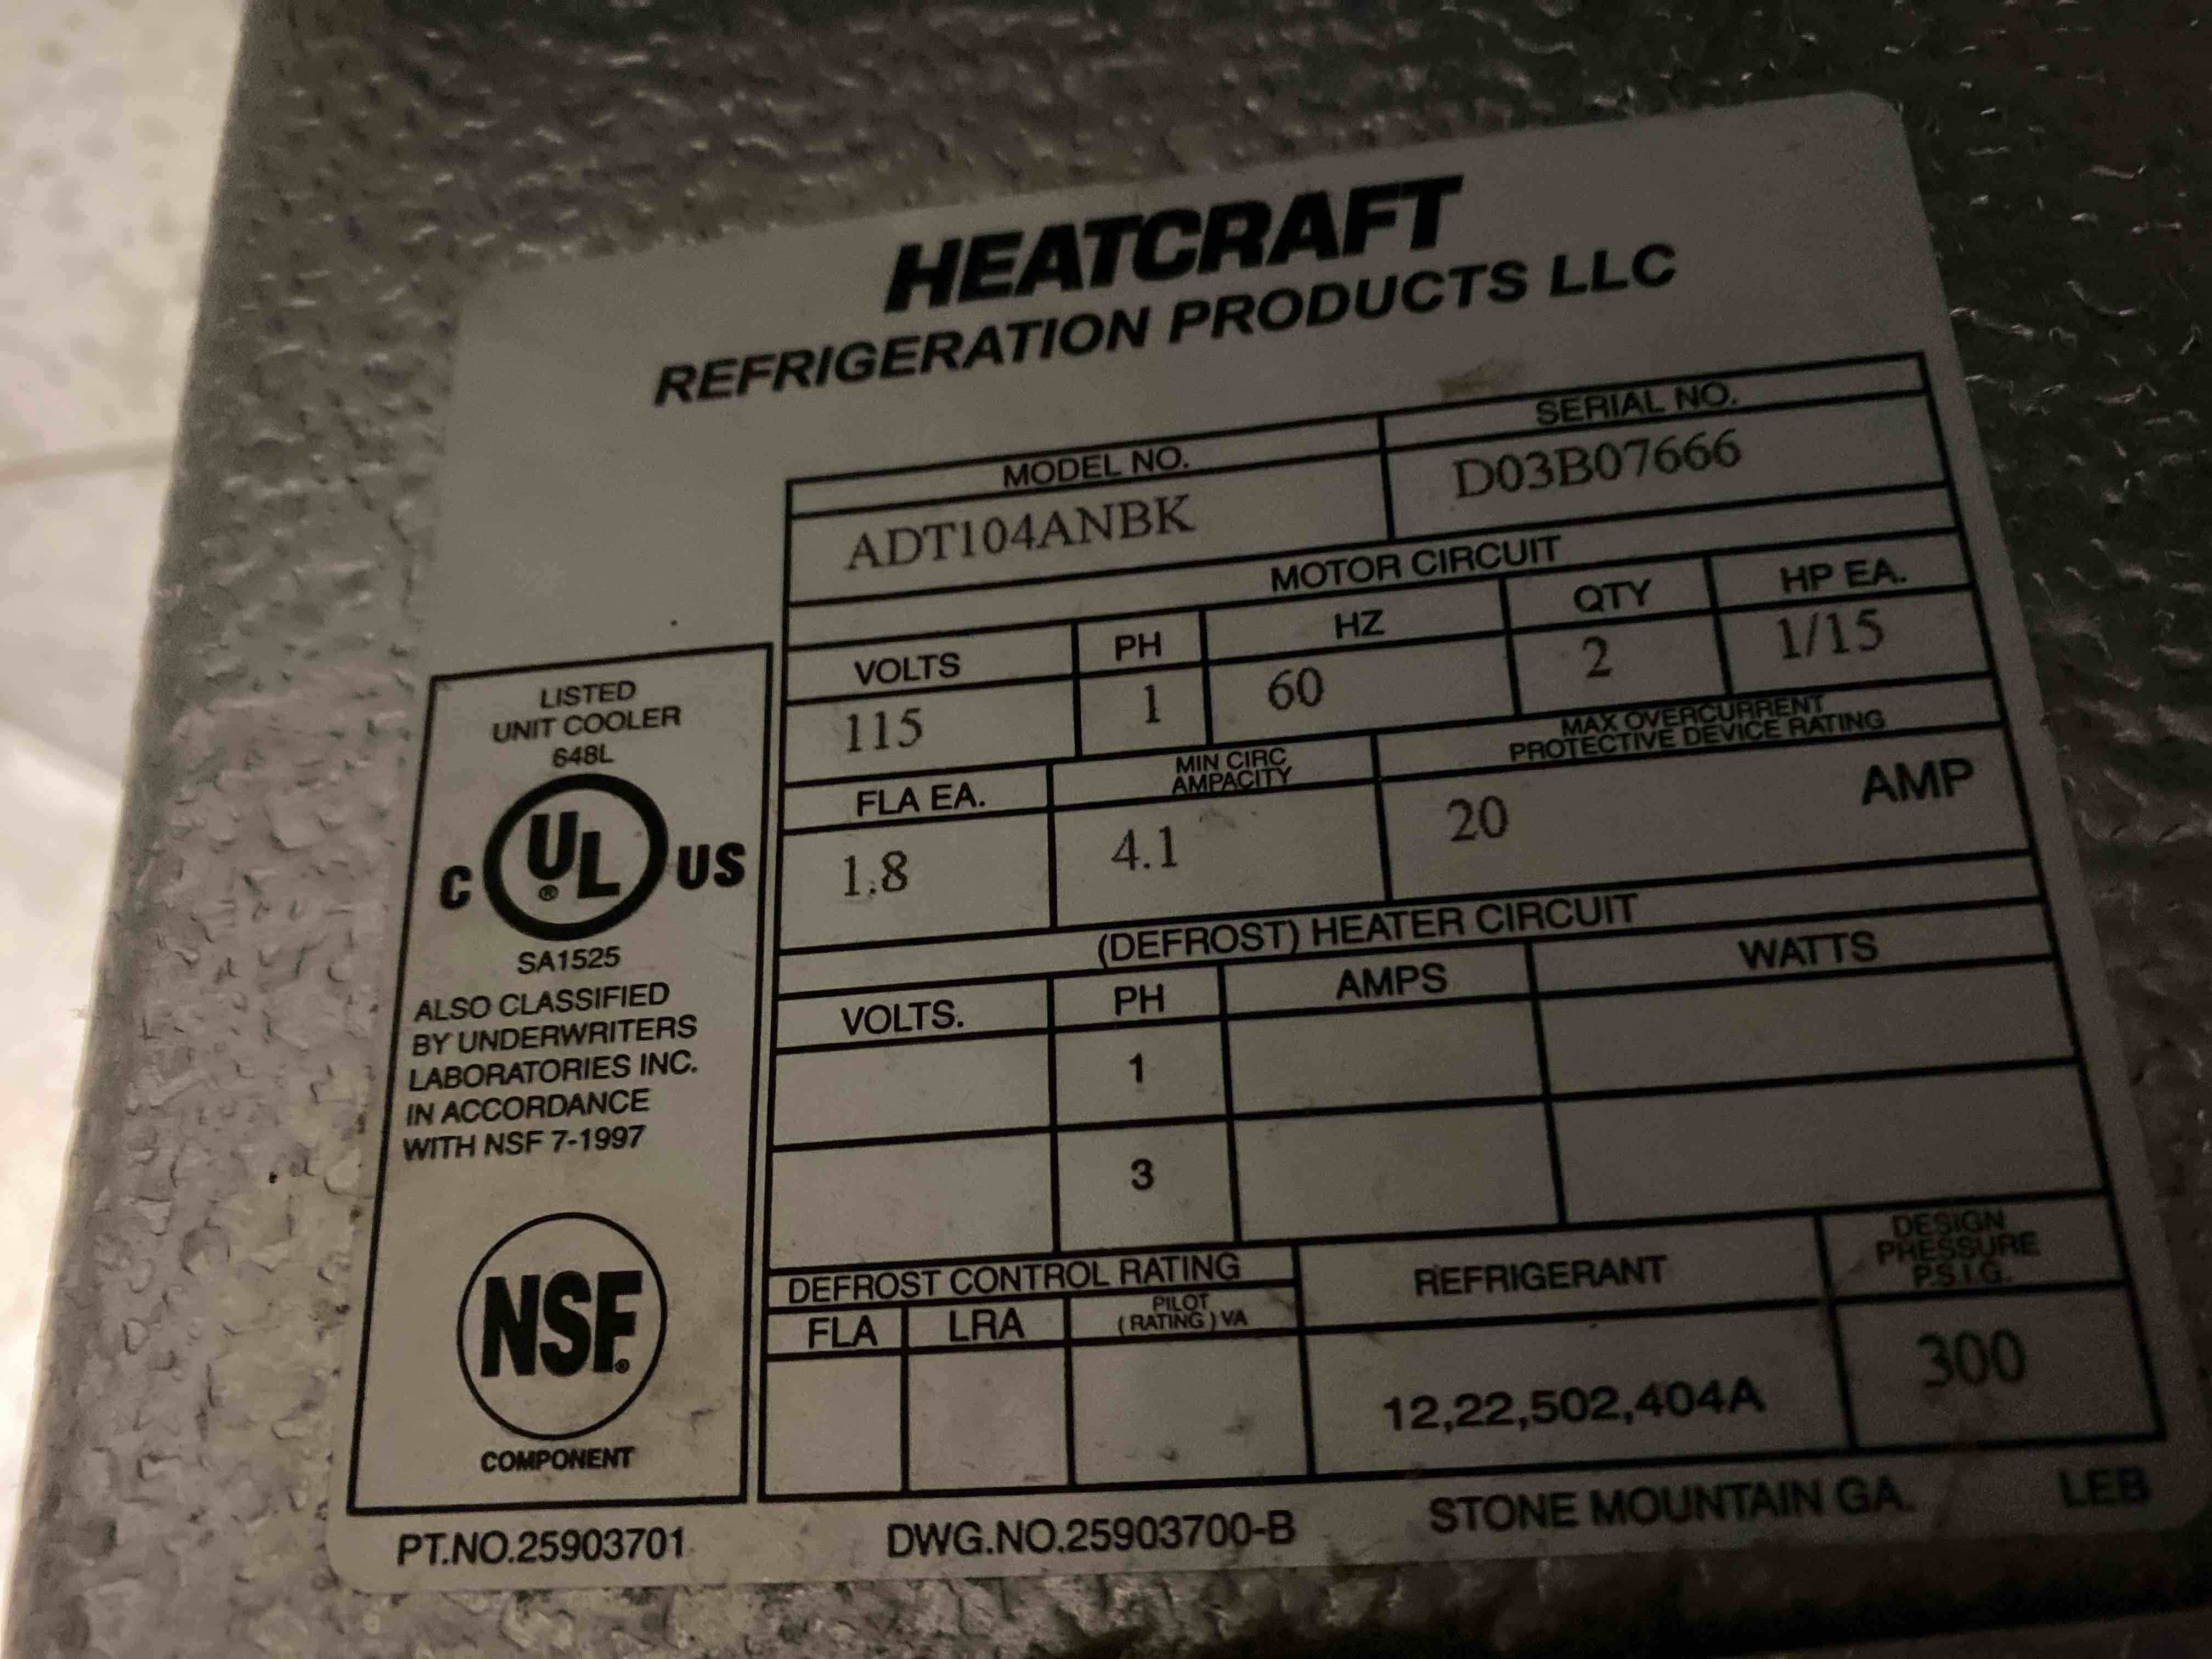 HEATCRAFT
REFRIGERATION PRODUCTS LLC
MODEL NO. SERIAL NO.
ADT104ANBK D03B07666
MOTOR CIRCUIT
VOLTS PH HZ QTY HP EA.
115 1 60 2 1/15
FLA EA. MIN CIRC. AMPACITY MAX OVERCURRENT PROTECTIVE DEVICE RATING
1.8 4.1 20 AMP
(DEFROST) HEATER CIRCUIT
VOLTS. PH AMPS WATTS
1
3
DEFROST CONTROL RATING REFRIGERANT DESIGN PRESSURE P.S.I.G.
FLA LRA PILOT (RATING) VA
12,22,502,404A 300
LISTED
UNIT COOLER
648L
C UL® US
SA1525
ALSO CLASSIFIED
BY UNDERWRITERS
LABORATORIES INC.
IN ACCORDANCE
WITH NSF 7-1997
NSF®
COMPONENT
PT.NO.25903701 DWG.NO.25903700-B STONE MOUNTAIN GA. LEB